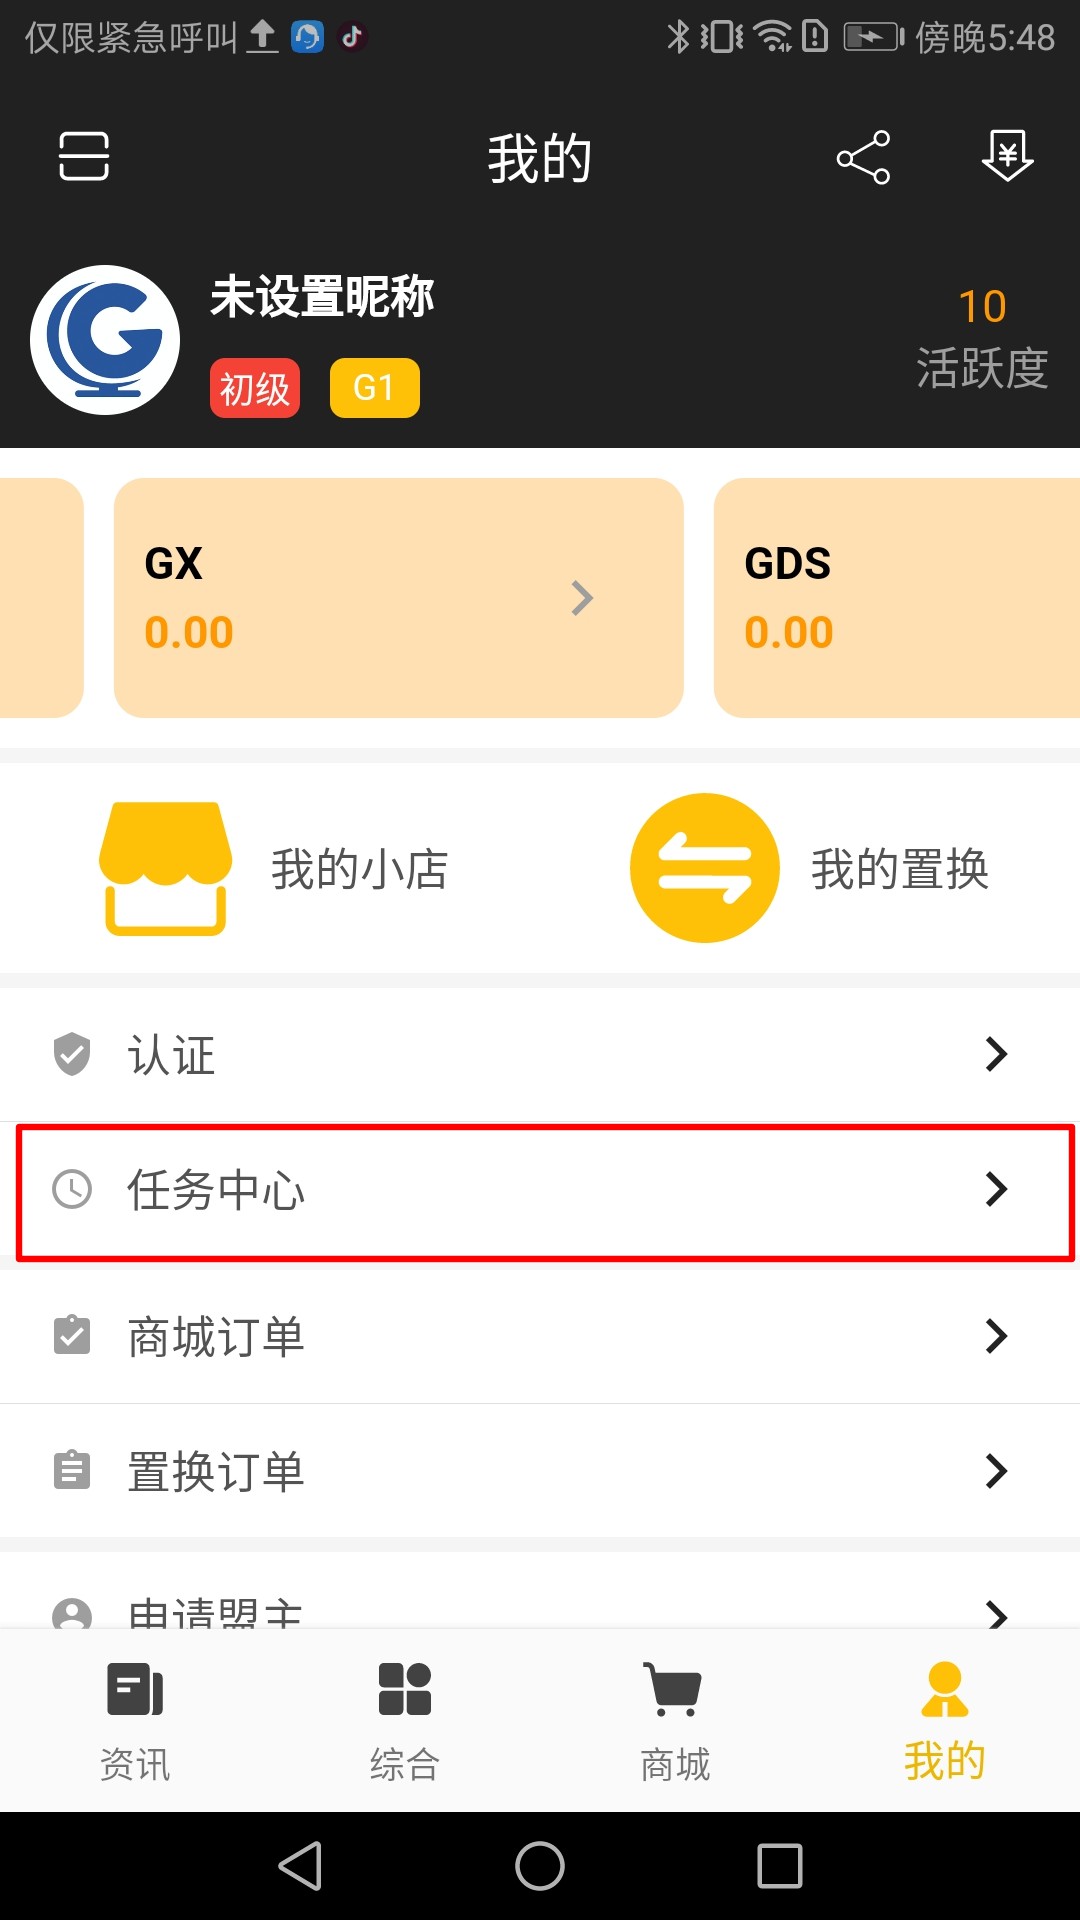 仅限紧急呼叫 傍晚5:48
我的
未设置昵称
初级 G1
10
活跃度
GX
0.00
GDS
0.00
我的小店
我的置换
认证
任务中心
商城订单
置换订单
申请盟主
资讯 综合 商城 我的